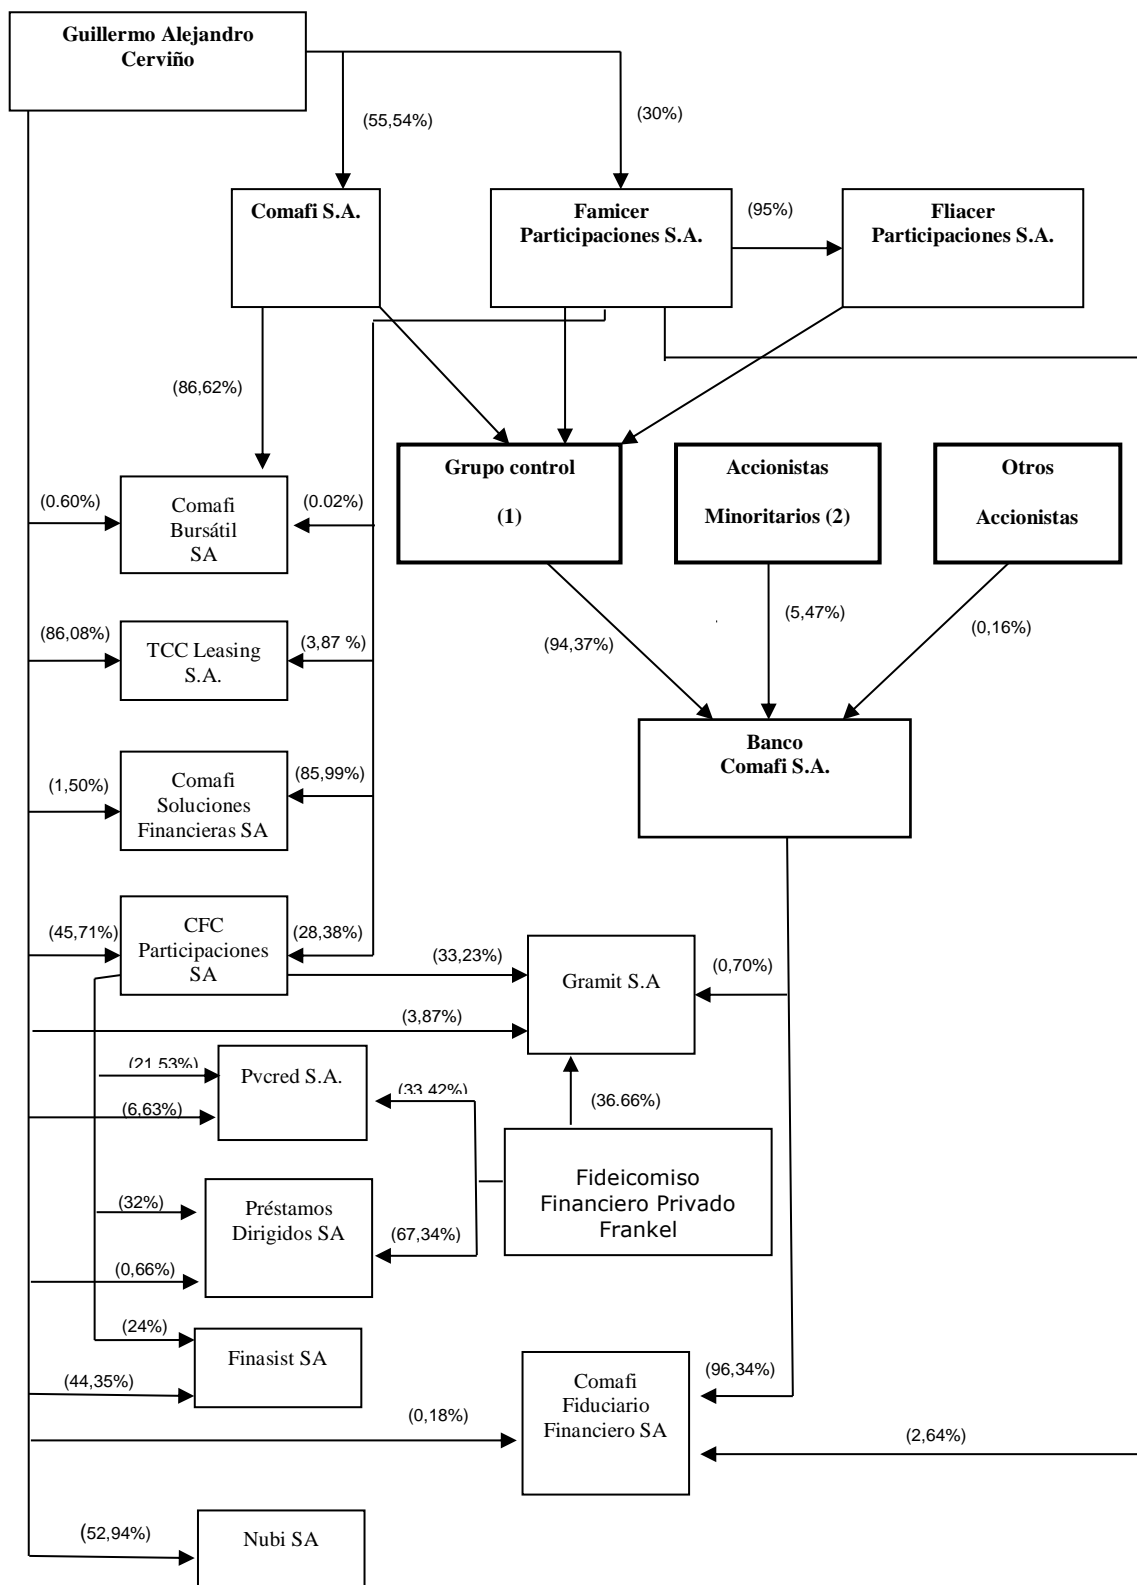 Guillermo Alejandro
Cerviño
(55,54%)
(30%)
Comafi S.A.
Famicer
Participaciones S.A.
(95%)
Fliacer
Participaciones S.A.
(86,62%)
Grupo control
(1)
Accionistas
Minoritarios (2)
Otros
Accionistas
(0.60%)
Comafi
Bursátil
SA
(0.02%)
(94,37%)
(5,47%)
(0,16%)
(86,08%)
TCC Leasing
S.A.
(3,87 %)
Banco
Comafi S.A.
(1,50%)
Comafi
Soluciones
Financieras SA
(85,99%)
(45,71%)
CFC
Participaciones
SA
(28,38%)
(33,23%)
Gramit S.A
(0,70%)
(3,87%)
(21,53%)
Pvcred S.A.
(33,42%)
(36.66%)
(6,63%)
Fideicomiso
Financiero Privado
Frankel
(32%)
Préstamos
Dirigidos SA
(67,34%)
(0,66%)
(24%)
Finasist SA
(44,35%)
Comafi
Fiduciario
Financiero SA
(96,34%)
(0,18%)
(2,64%)
(52,94%)
Nubi SA